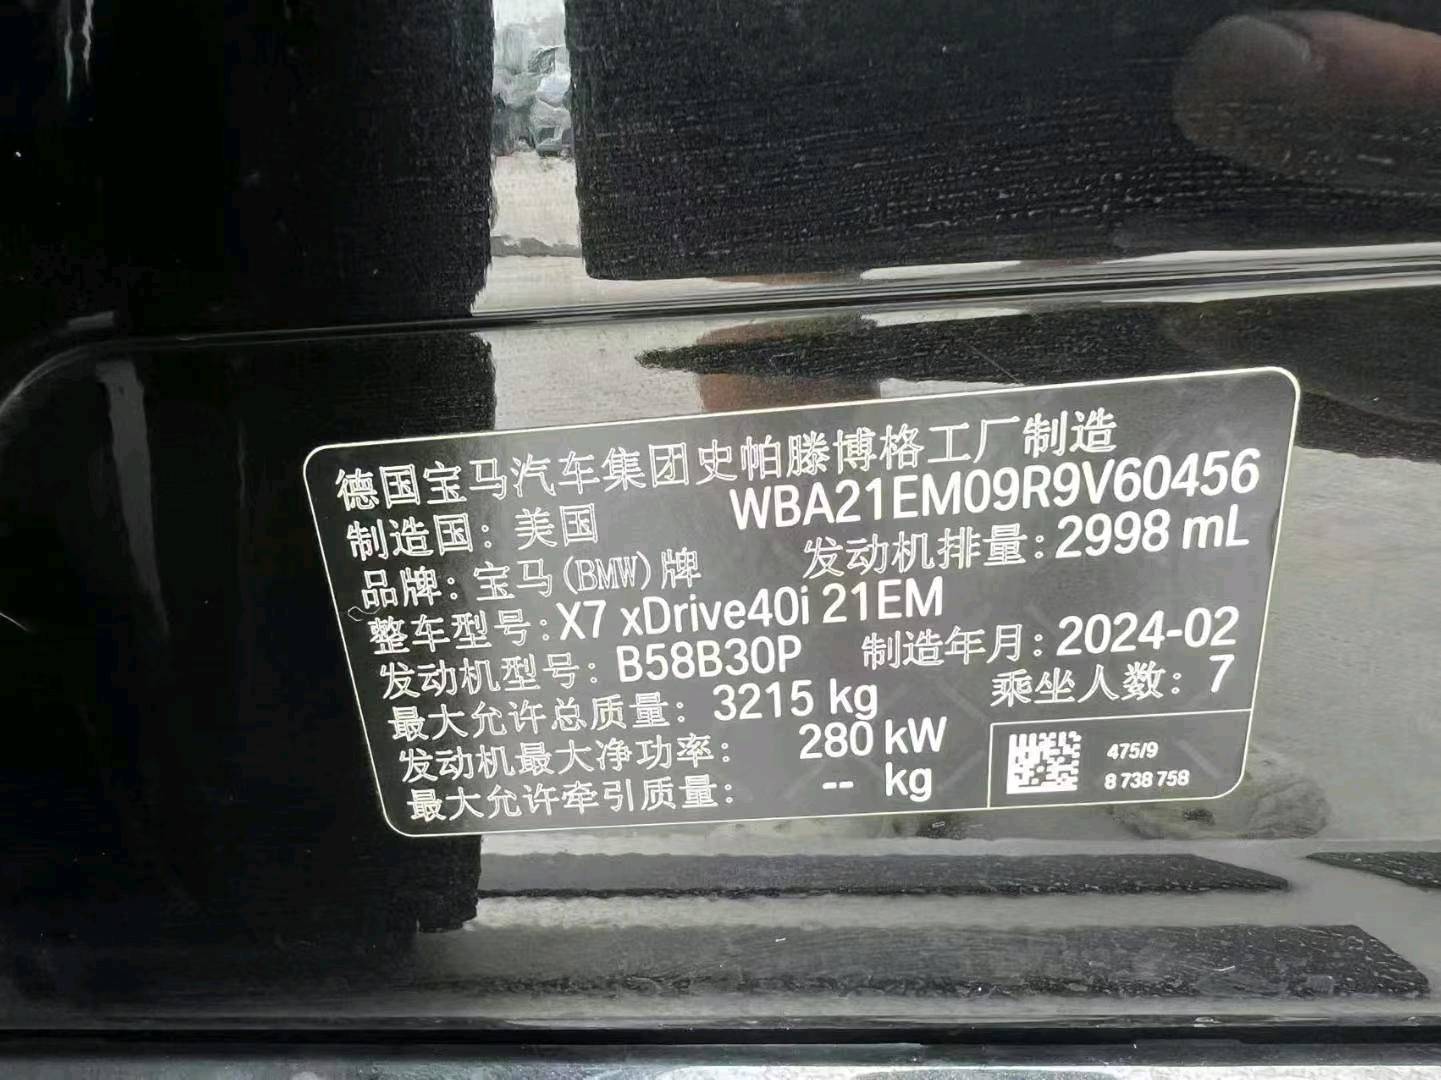 德国宝马汽车集团史帕滕博格工厂制造
制造国：美国 WBA21EM09R9V60456
品牌：宝马(BMW)牌 发动机排量：2998 mL
整车型号：X7 xDrive40i 21EM
发动机型号：B58B30P 制造年月：2024-02
最大允许总质量：3215 kg 乘坐人数：7
发动机最大净功率：280 kW
最大允许牵引质量：-- kg
475/9
8 738 758